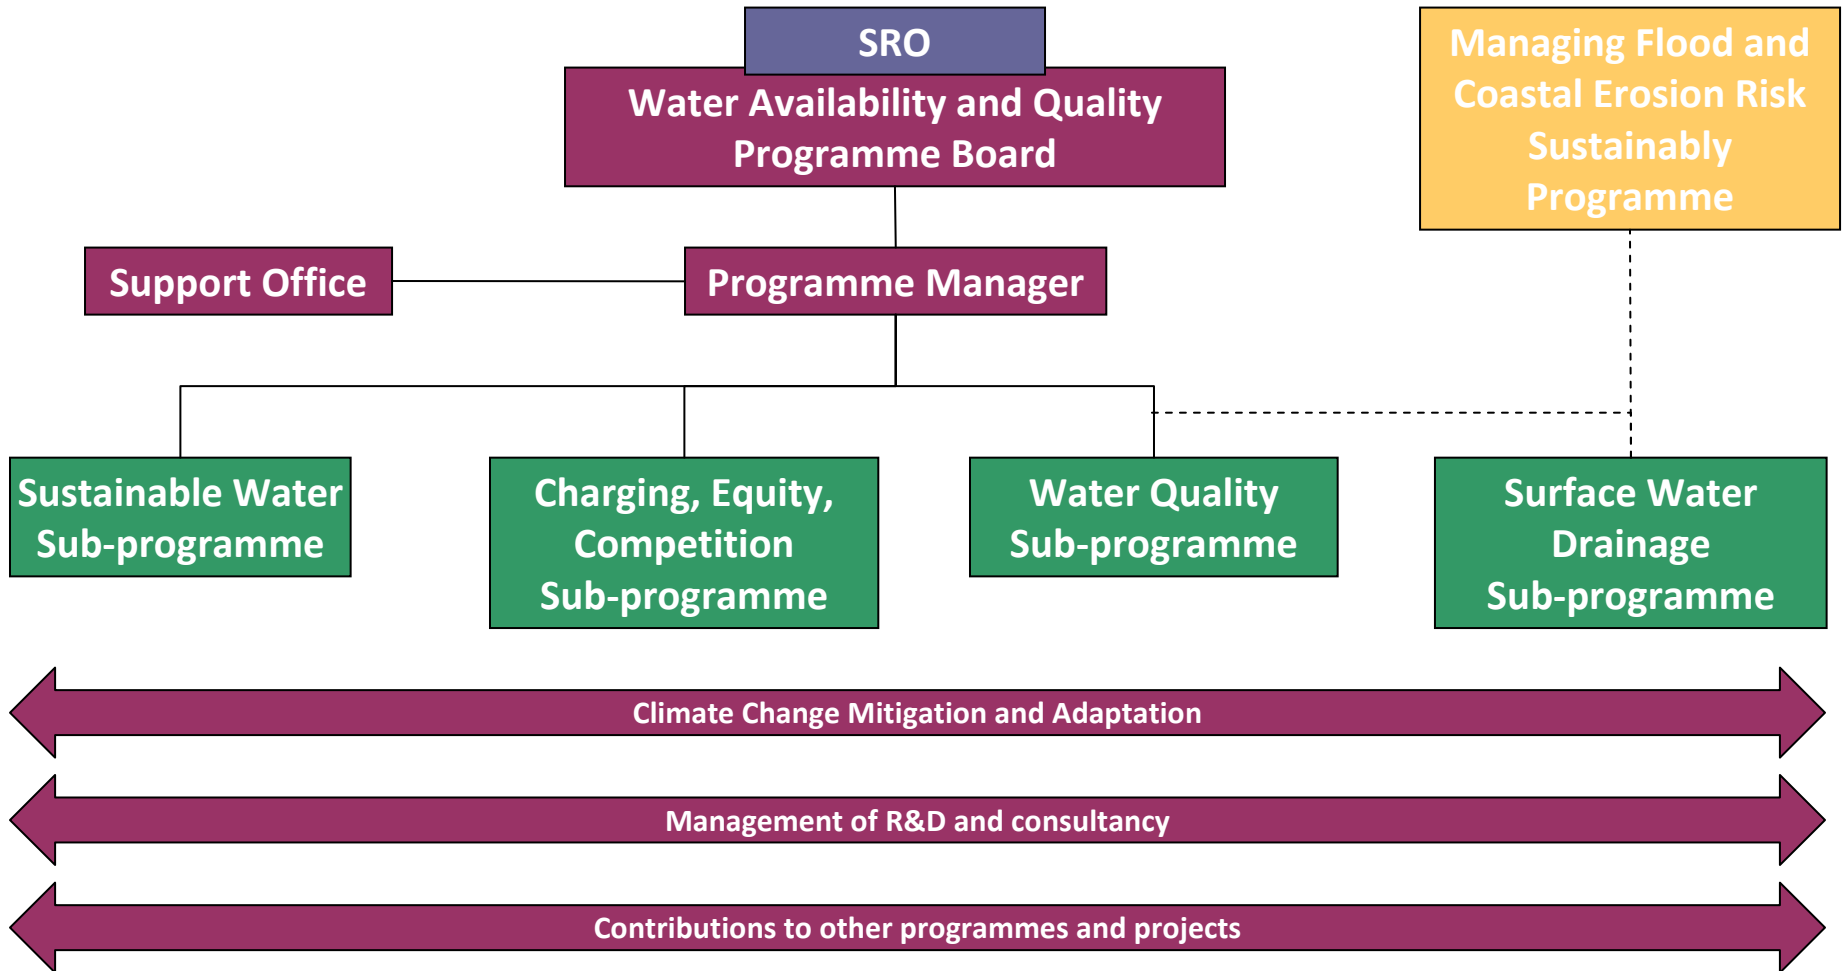 SRO
Water Availability and Quality
Programme Board
Managing Flood and
Coastal Erosion Risk
Sustainably
Programme
Support Office
Programme Manager
Sustainable Water
Sub-programme
Charging, Equity,
Competition
Sub-programme
Water Quality
Sub-programme
Surface Water
Drainage
Sub-programme
Climate Change Mitigation and Adaptation
Management of R&D and consultancy
Contributions to other programmes and projects